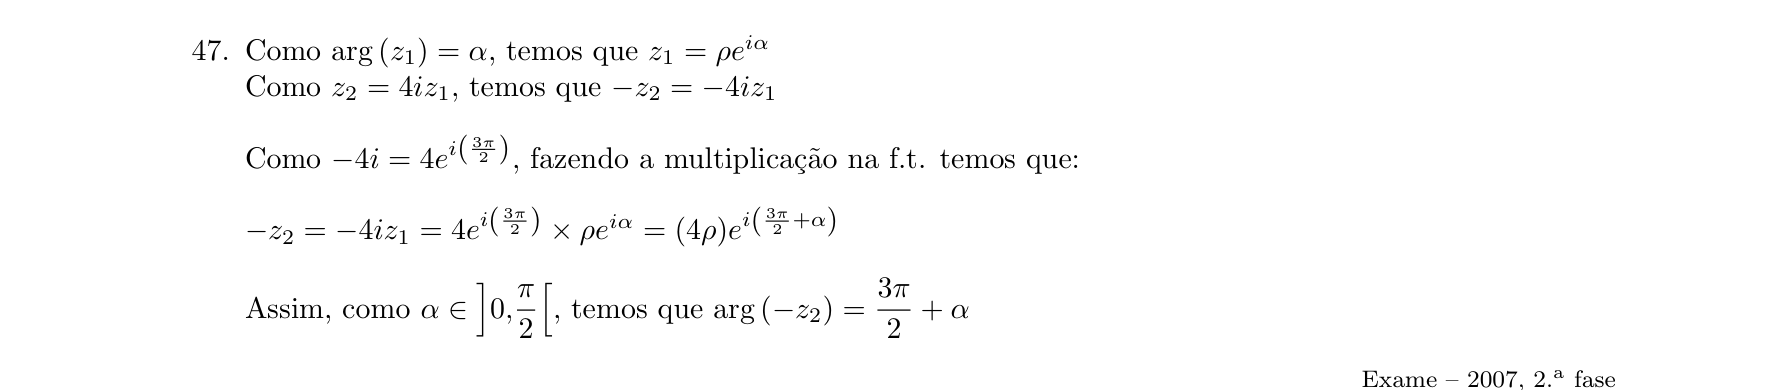 47. Como arg (z₁) = α, temos que z₁ = ρe^{iα}
Como z₂ = 4iz₁, temos que −z₂ = −4iz₁
Como −4i = 4e^{i(3π/2)}, fazendo a multiplicação na f.t. temos que:
−z₂ = −4iz₁ = 4e^{i(3π/2)} × ρe^{iα} = (4ρ)e^{i(3π/2+α)}
Assim, como α ∈ ]0,π/2[, temos que arg (−z₂) = 3π/2 + α
Exame – 2007, 2.ª fase